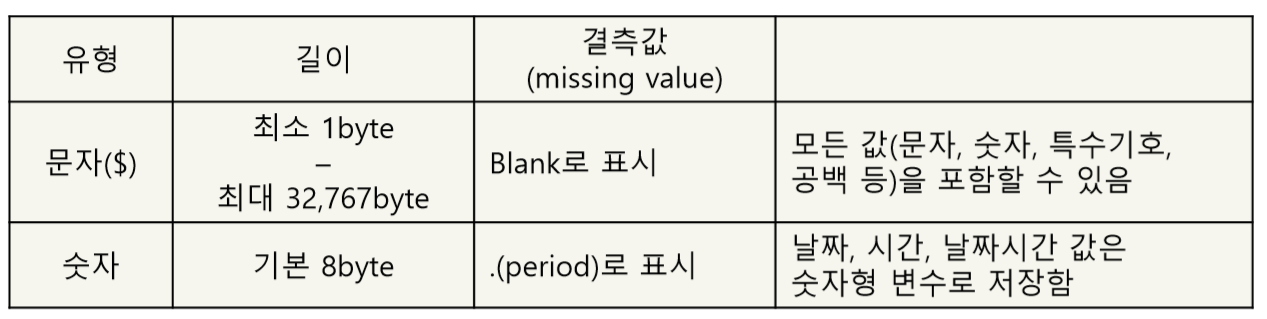 유형
길이
결측값
(missing value)
문자($)
최소 1byte
–
최대 32,767byte
Blank로 표시
모든 값(문자, 숫자, 특수기호,
공백 등)을 포함할 수 있음
숫자
기본 8byte
.(period)로 표시
날짜, 시간, 날짜시간 값은
숫자형 변수로 저장함